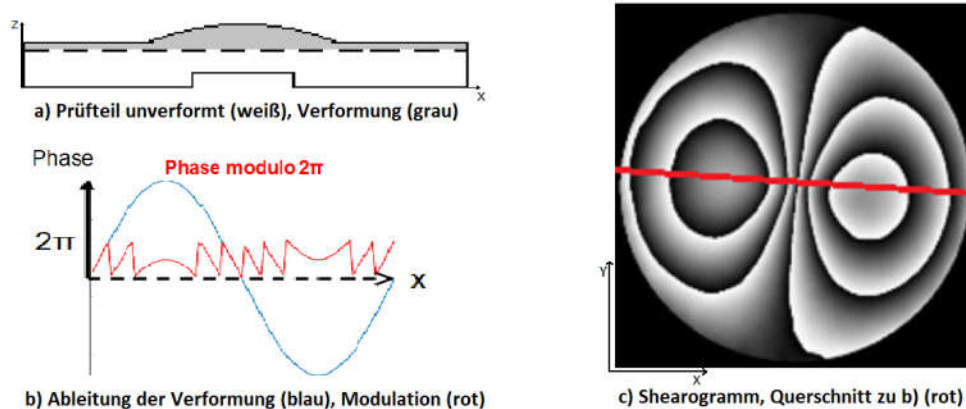 z
x
a) Prüfteil unverformt (weiß), Verformung (grau)
Phase
Phase modulo 2π
2π
x
b) Ableitung der Verformung (blau), Modulation (rot)
Y
X
c) Shearogramm, Querschnitt zu b) (rot)